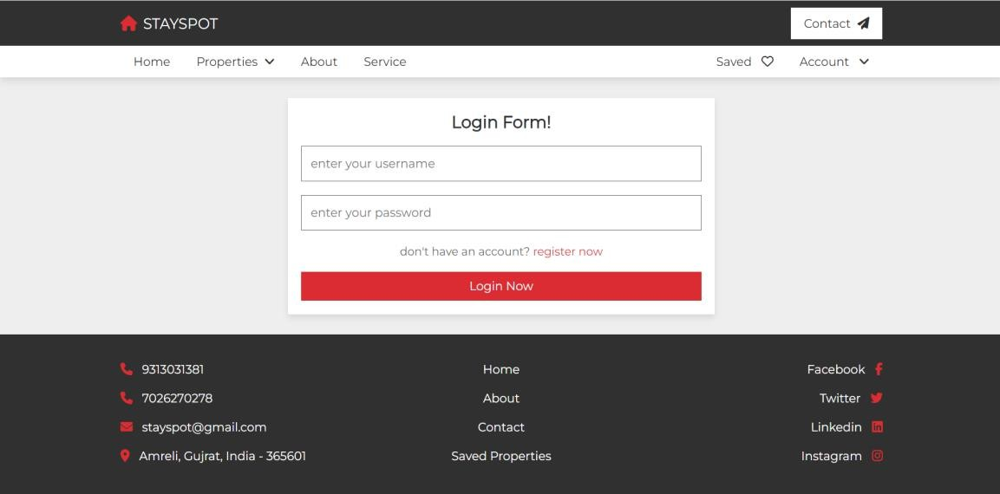 STAYSPOT
Contact
Home Properties About Service Saved Account
Login Form!
enter your username
enter your password
don't have an account? register now
Login Now
9313031381 Home Facebook
7026270278 About Twitter
stayspot@gmail.com Contact Linkedin
Amreli, Gujrat, India - 365601 Saved Properties Instagram